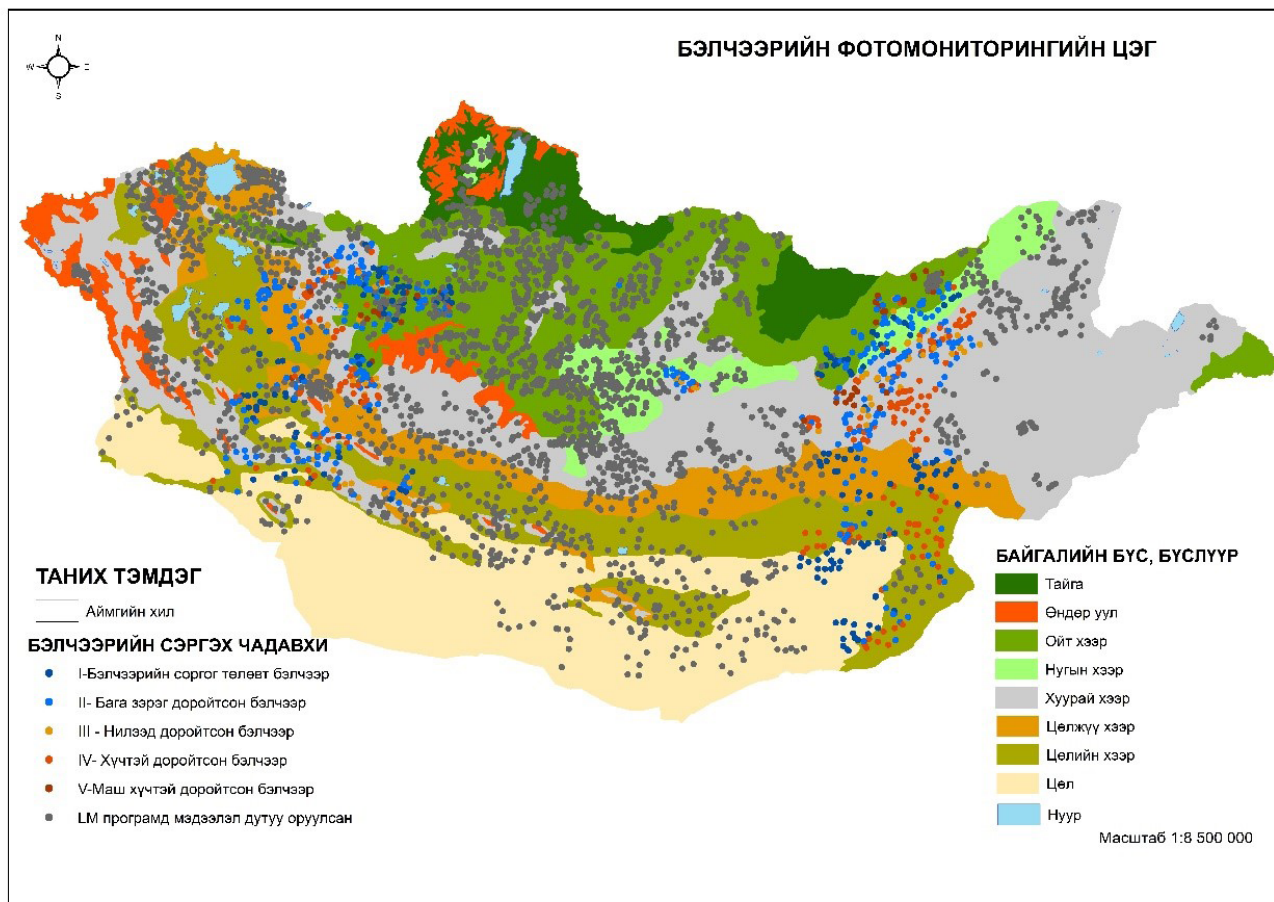 БЭЛЧЭЭРИЙН ФОТОМОНИТОРИНГИЙН ЦЭГ
N
W E
S
ТАНИХ ТЭМДЭГ
Аймгийн хил
БЭЛЧЭЭРИЙН СЭРГЭХ ЧАДАВХИ
I-Бэлчээрийн соргог төлөвт бэлчээр
II- Бага зэрэг доройтсон бэлчээр
III - Нилээд доройтсон бэлчээр
IV- Хүчтэй доройтсон бэлчээр
V-Маш хүчтэй доройтсон бэлчээр
LM програмд мэдээлэл дутуу оруулсан
БАЙГАЛИЙН БҮС, БҮСЛҮҮР
Тайга
Өндөр уул
Ойт хээр
Нугын хээр
Хуурай хээр
Цөлжүү хээр
Цөлийн хээр
Цөл
Нуур
Масштаб 1:8 500 000